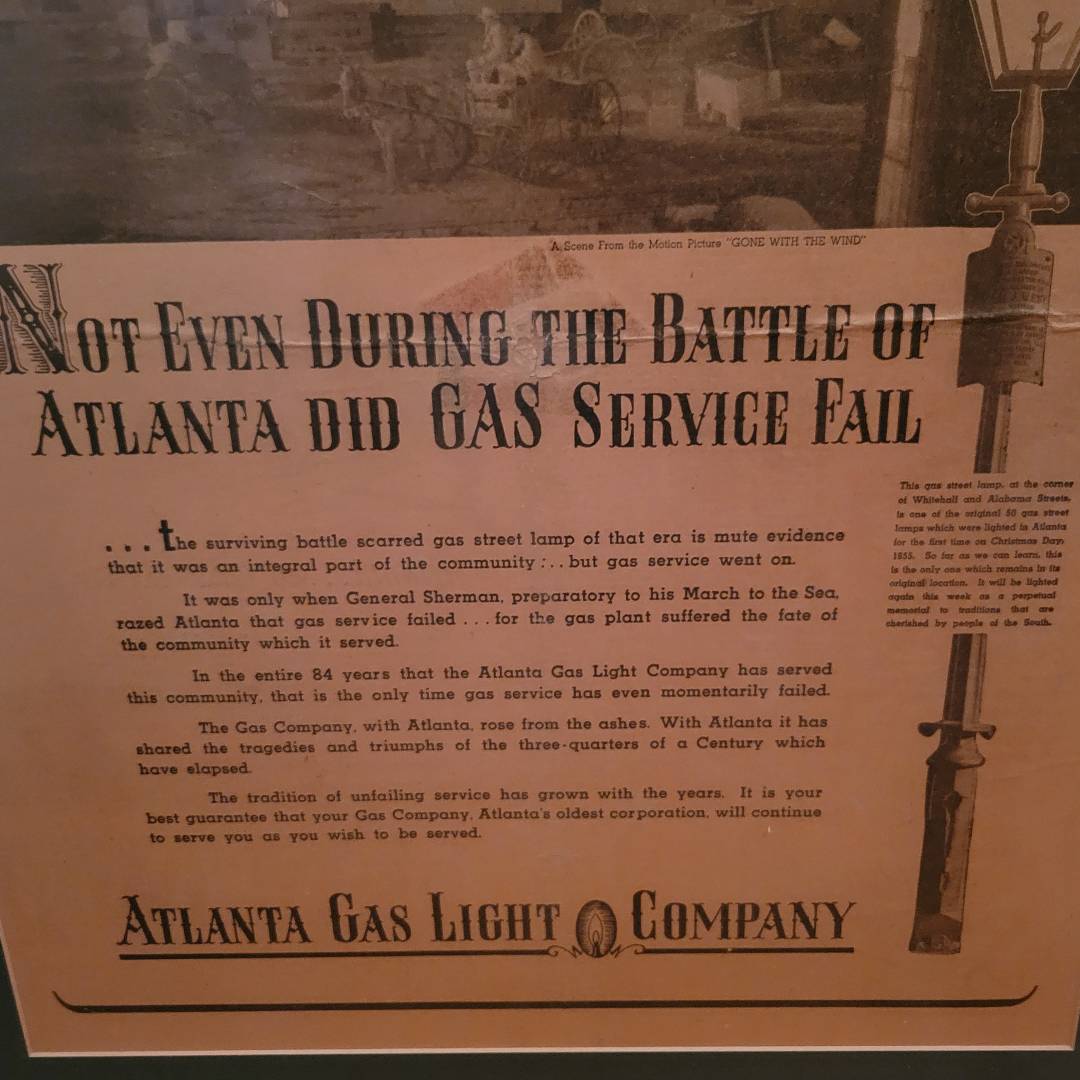 A Scene From the Motion Picture "GONE WITH THE WIND"
NOT EVEN DURING THE BATTLE OF
ATLANTA DID GAS SERVICE FAIL
This gas street lamp, at the corner
of Whitehall and Alabama Streets,
is one of the original 50 gas street
lamps which were lighted in Atlanta
for the first time on Christmas Day,
1855. So far as we can learn, this
is the only one which remains in its
original location. It will be lighted
again this week as a perpetual
memorial to traditions that are
cherished by people of the South.
. . . the surviving battle scarred gas street lamp of that era is mute evidence
that it was an integral part of the community . . . but gas service went on.
It was only when General Sherman, preparatory to his March to the Sea,
razed Atlanta that gas service failed . . . for the gas plant suffered the fate of
the community which it served.
In the entire 84 years that the Atlanta Gas Light Company has served
this community, that is the only time gas service has even momentarily failed.
The Gas Company, with Atlanta, rose from the ashes. With Atlanta it has
shared the tragedies and triumphs of the three-quarters of a Century which
have elapsed.
The tradition of unfailing service has grown with the years. It is your
best guarantee that your Gas Company, Atlanta's oldest corporation, will continue
to serve you as you wish to be served.
ATLANTA GAS LIGHT COMPANY